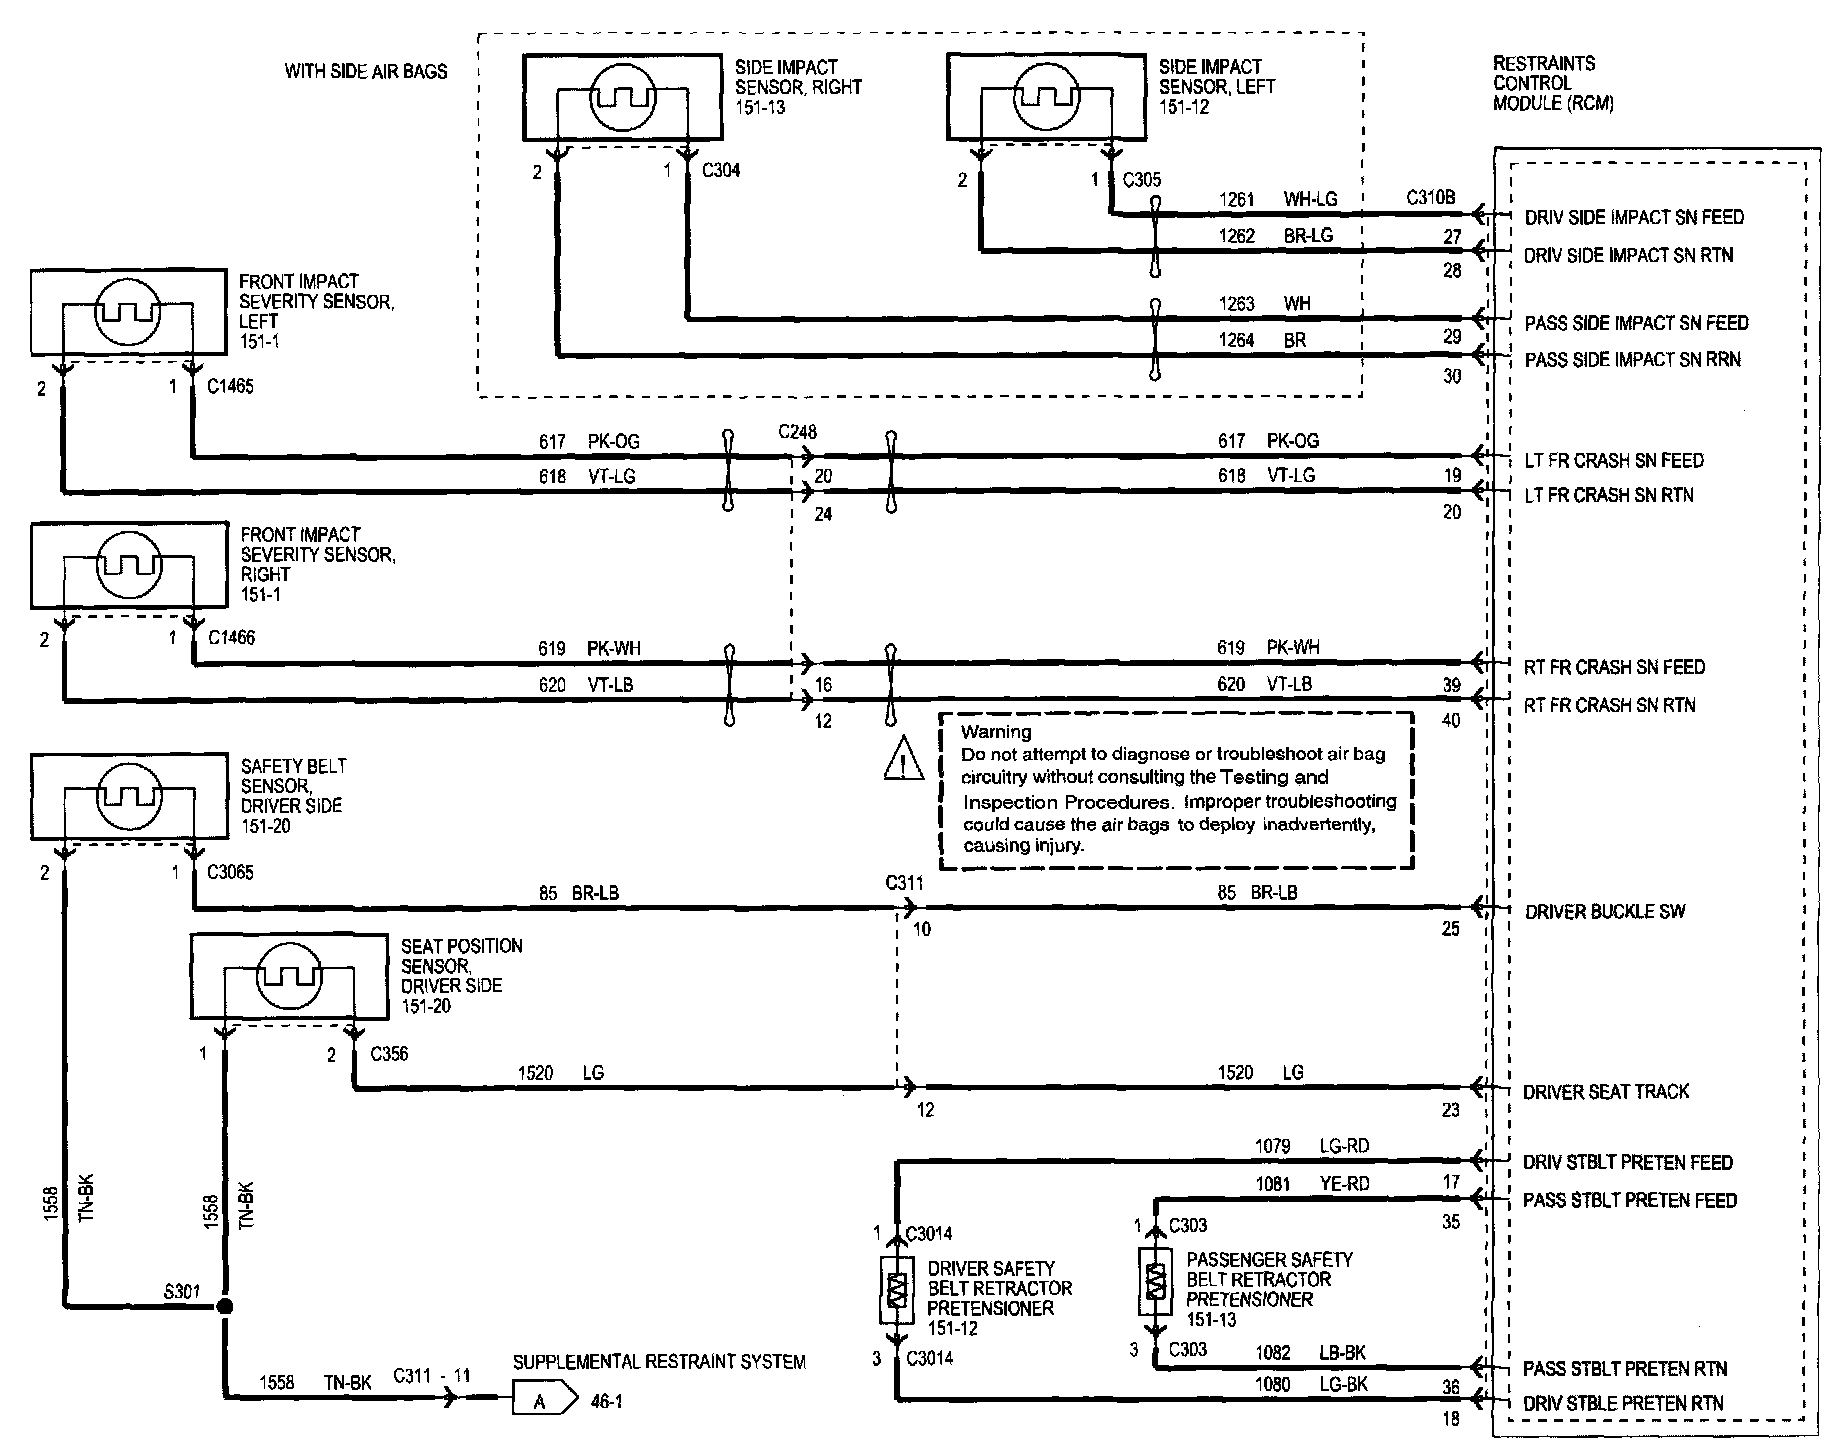 WITH SIDE AIR BAGS
SIDE IMPACT
SENSOR, RIGHT
151-13
SIDE IMPACT
SENSOR, LEFT
151-12
RESTRAINTS
CONTROL
MODULE (RCM)
2
1
C304
2
1
C305
1261 WH-LG
C310B
DRIV SIDE IMPACT SN FEED
1262 BR-LG
27
DRIV SIDE IMPACT SN RTN
28
FRONT IMPACT
SEVERITY SENSOR,
LEFT
151-1
1263 WH
PASS SIDE IMPACT SN FEED
29
1264 BR
PASS SIDE IMPACT SN RRN
30
2
1
C1465
617 PK-OG
C248
617 PK-OG
LT FR CRASH SN FEED
618 VT-LG
20
618 VT-LG
19
LT FR CRASH SN RTN
24
20
FRONT IMPACT
SEVERITY SENSOR,
RIGHT
151-1
2
1
C1466
619 PK-WH
619 PK-WH
RT FR CRASH SN FEED
620 VT-LB
16
620 VT-LB
39
RT FR CRASH SN RTN
12
40
Warning
Do not attempt to diagnose or troubleshoot air bag
circuitry without consulting the Testing and
Inspection Procedures. Improper troubleshooting
could cause the air bags to deploy inadvertently,
causing injury.
!
SAFETY BELT
SENSOR,
DRIVER SIDE
151-20
2
1
C3065
85 BR-LB
C311
85 BR-LB
DRIVER BUCKLE SW
10
25
SEAT POSITION
SENSOR,
DRIVER SIDE
151-20
1
2
C356
1520 LG
1520 LG
DRIVER SEAT TRACK
12
23
1079 LG-RD
DRIV STBLT PRETEN FEED
17
1081 YE-RD
PASS STBLT PRETEN FEED
35
1558 TN-BK
1558 TN-BK
1
C3014
1
C303
DRIVER SAFETY
BELT RETRACTOR
PRETENSIONER
151-12
PASSENGER SAFETY
BELT RETRACTOR
PRETENSIONER
151-13
S301
3
C3014
3
C303
1082 LB-BK
PASS STBLT PRETEN RTN
36
1080 LG-BK
DRIV STBLE PRETEN RTN
18
SUPPLEMENTAL RESTRAINT SYSTEM
1558 TN-BK
C311 - 11
A
46-1